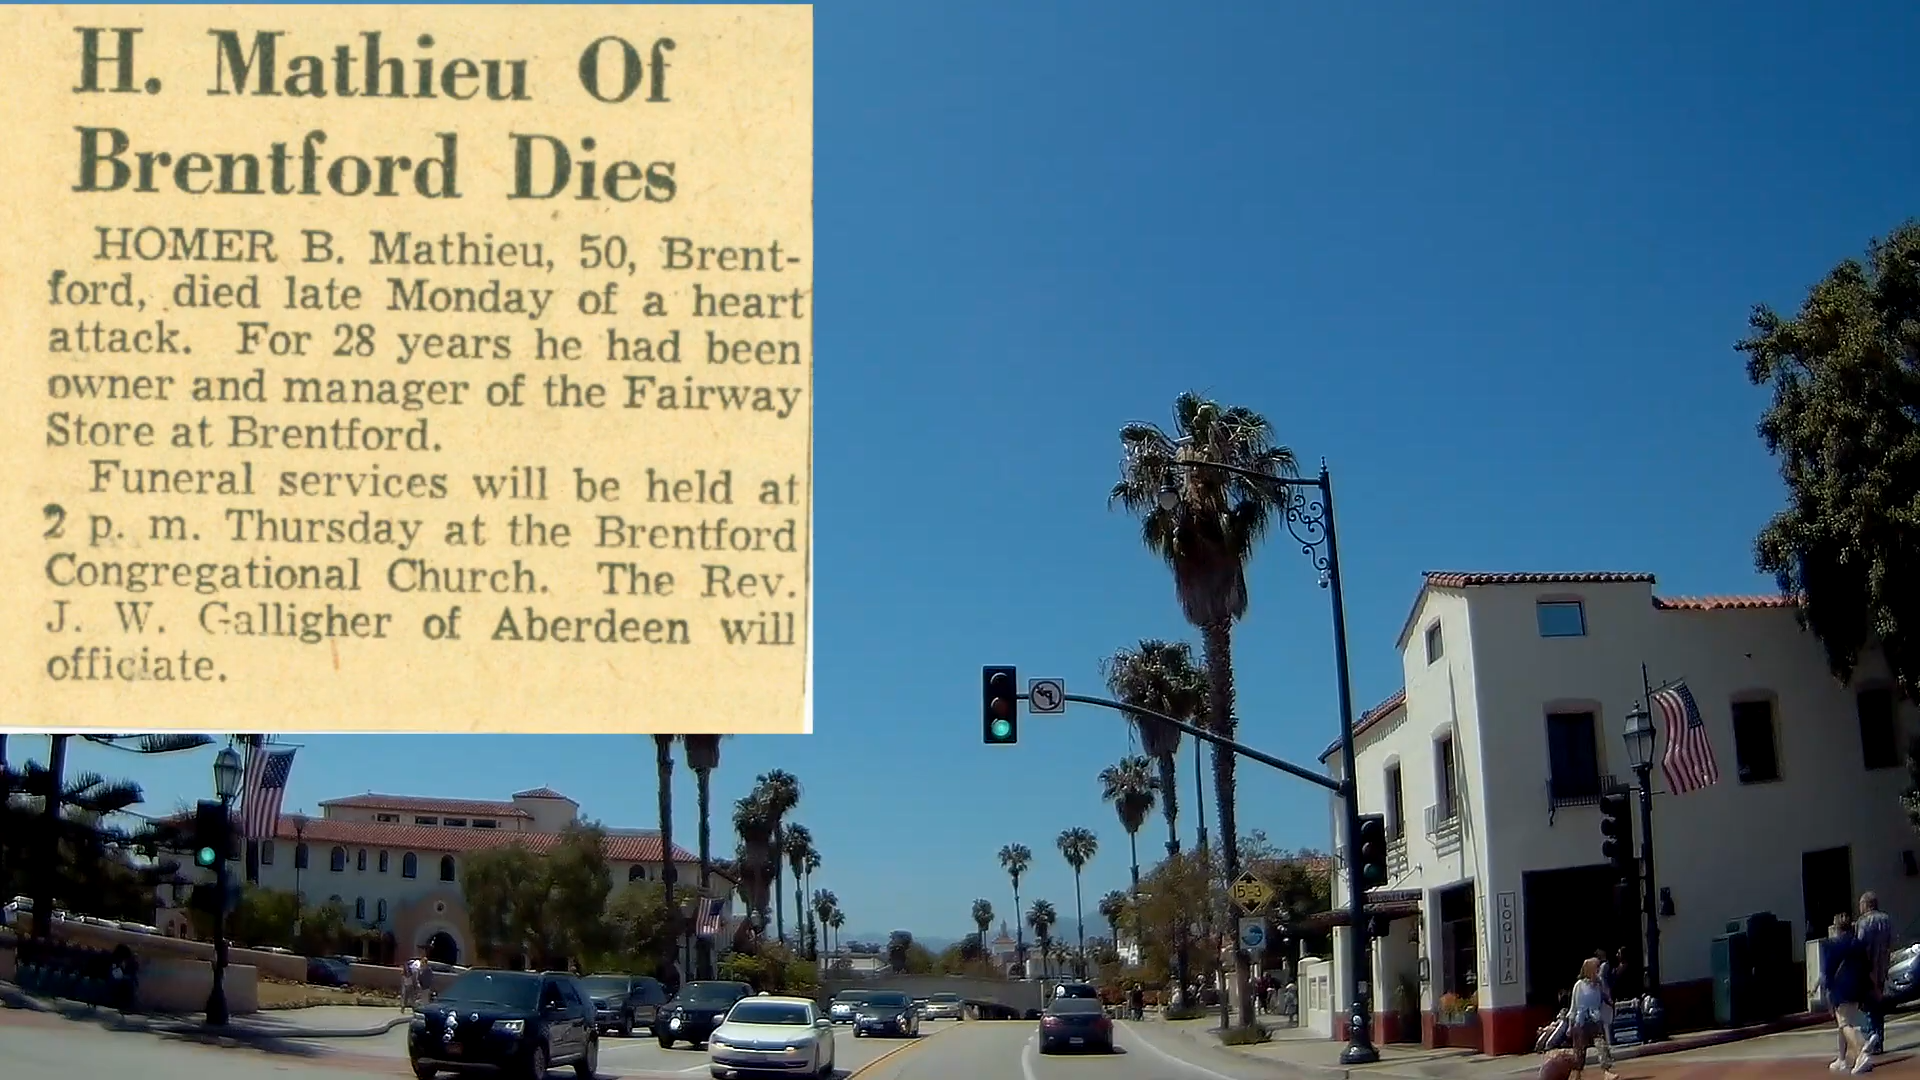 H. Mathieu Of
Brentford Dies
HOMER B. Mathieu, 50, Brent-
ford, died late Monday of a heart
attack. For 28 years he had been
owner and manager of the Fairway
Store at Brentford.
Funeral services will be held at
2 p. m. Thursday at the Brentford
Congregational Church. The Rev.
J. W. Galligher of Aberdeen will
officiate.
15-3
LOQUITA